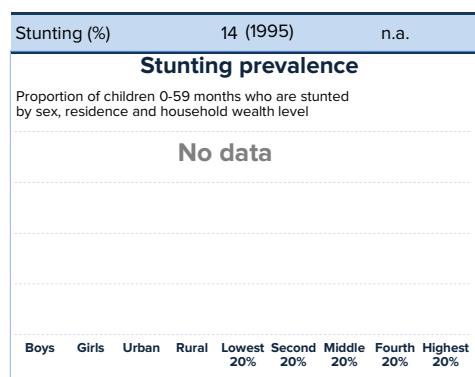 Stunting (%) 14 (1995) n.a.
Stunting prevalence
Proportion of children 0-59 months who are stunted
by sex, residence and household wealth level
No data
Boys Girls Urban Rural Lowest 20% Second 20% Middle 20% Fourth 20% Highest 20%